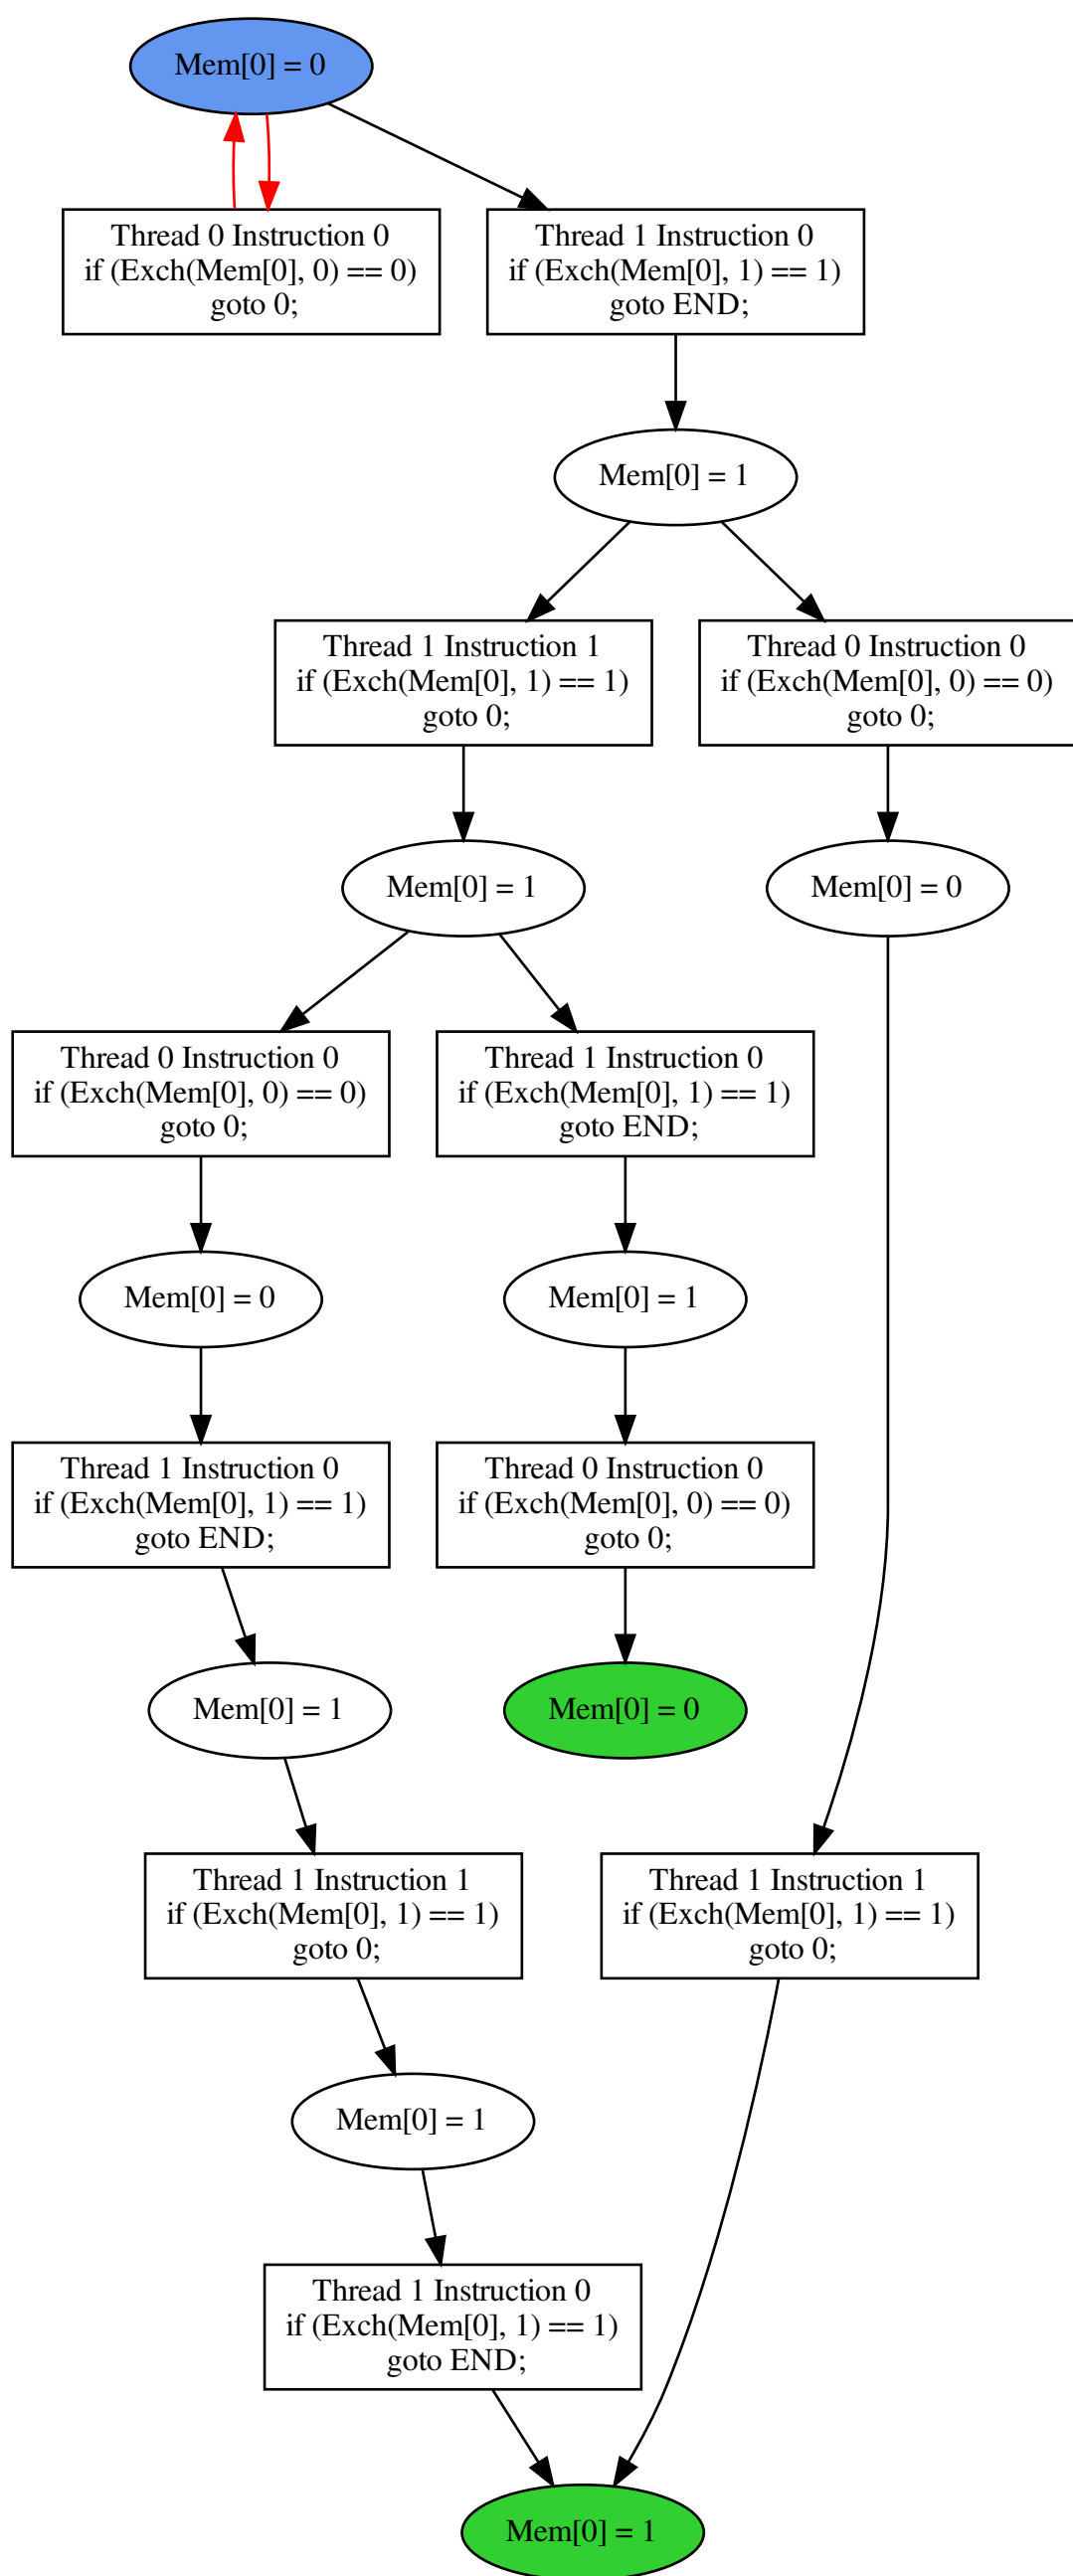 Mem[0] = 0
Thread 0 Instruction 0
if (Exch(Mem[0], 0) == 0)
goto 0;
Thread 1 Instruction 0
if (Exch(Mem[0], 1) == 1)
goto END;
Mem[0] = 1
Thread 1 Instruction 1
if (Exch(Mem[0], 1) == 1)
goto 0;
Thread 0 Instruction 0
if (Exch(Mem[0], 0) == 0)
goto 0;
Mem[0] = 1
Mem[0] = 0
Thread 0 Instruction 0
if (Exch(Mem[0], 0) == 0)
goto 0;
Thread 1 Instruction 0
if (Exch(Mem[0], 1) == 1)
goto END;
Mem[0] = 0
Mem[0] = 1
Thread 1 Instruction 0
if (Exch(Mem[0], 1) == 1)
goto END;
Thread 0 Instruction 0
if (Exch(Mem[0], 0) == 0)
goto 0;
Mem[0] = 1
Mem[0] = 0
Thread 1 Instruction 1
if (Exch(Mem[0], 1) == 1)
goto 0;
Thread 1 Instruction 1
if (Exch(Mem[0], 1) == 1)
goto 0;
Mem[0] = 1
Thread 1 Instruction 0
if (Exch(Mem[0], 1) == 1)
goto END;
Mem[0] = 1